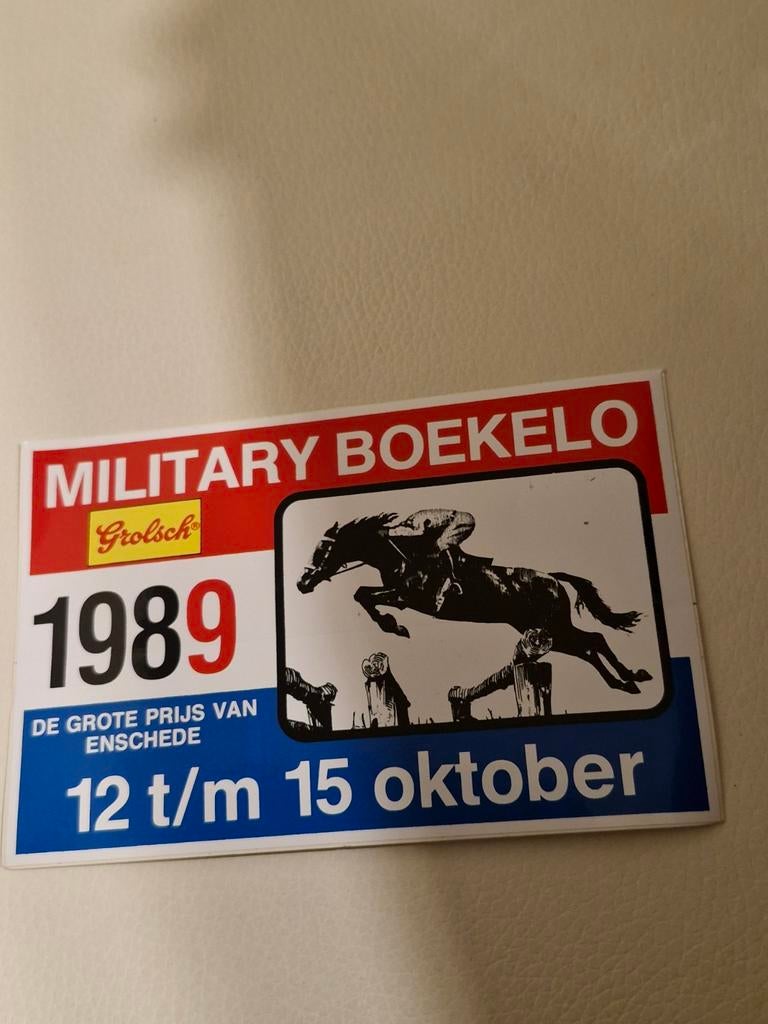 MILITARY BOEKELO
Grolsch®
1989
DE GROTE PRIJS VAN
ENSCHEDE
12 t/m 15 oktober